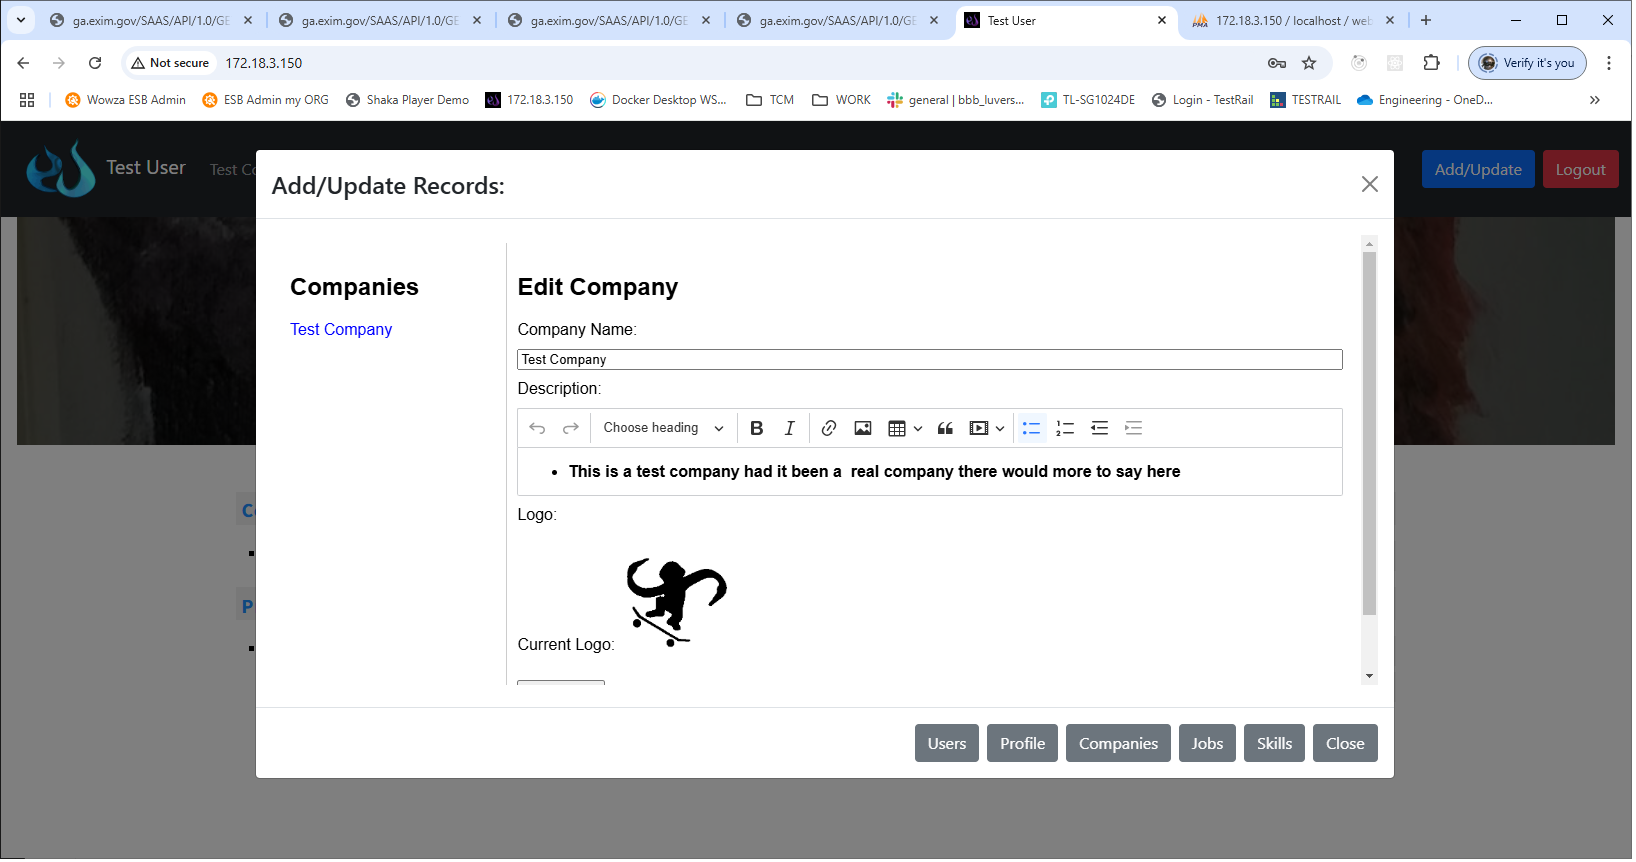 ga.exim.gov/SAAS/API/1.0/GE
ga.exim.gov/SAAS/API/1.0/GE
ga.exim.gov/SAAS/API/1.0/GE
ga.exim.gov/SAAS/API/1.0/GE
Test User
PMA 172.18.3.150 / localhost / web
Not secure 172.18.3.150
Verify it's you
Wowza ESB Admin
ESB Admin my ORG
Shaka Player Demo
172.18.3.150
Docker Desktop WS...
TCM
WORK
general | bbb_luvers...
TL-SG1024DE
Login - TestRail
TESTRAIL
Engineering - OneD...
Test User
Test Co
Add/Update
Logout
Add/Update Records:
Companies
Test Company
Edit Company
Company Name:
Test Company
Description:
Choose heading
B I
• This is a test company had it been a  real company there would more to say here
Logo:
Current Logo:
Users
Profile
Companies
Jobs
Skills
Close